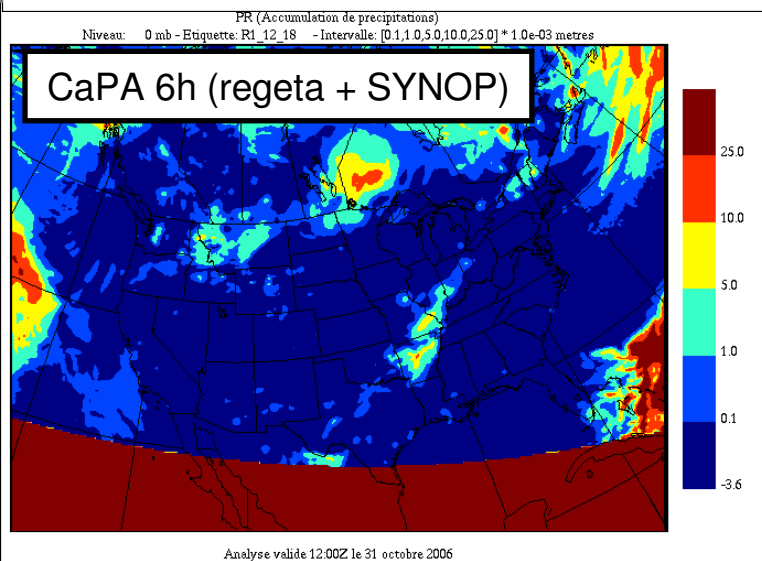 PR (Accumulation de precipitations)
Niveau: 0 mb - Etiquette: R1_12_18 - Intervalle: [0.1,1.0,5.0,10.0,25.0] * 1.0e-03 metres
CaPA 6h (regeta + SYNOP)
25.0
10.0
5.0
1.0
0.1
-3.6
Analyse valide 12:00Z le 31 octobre 2006